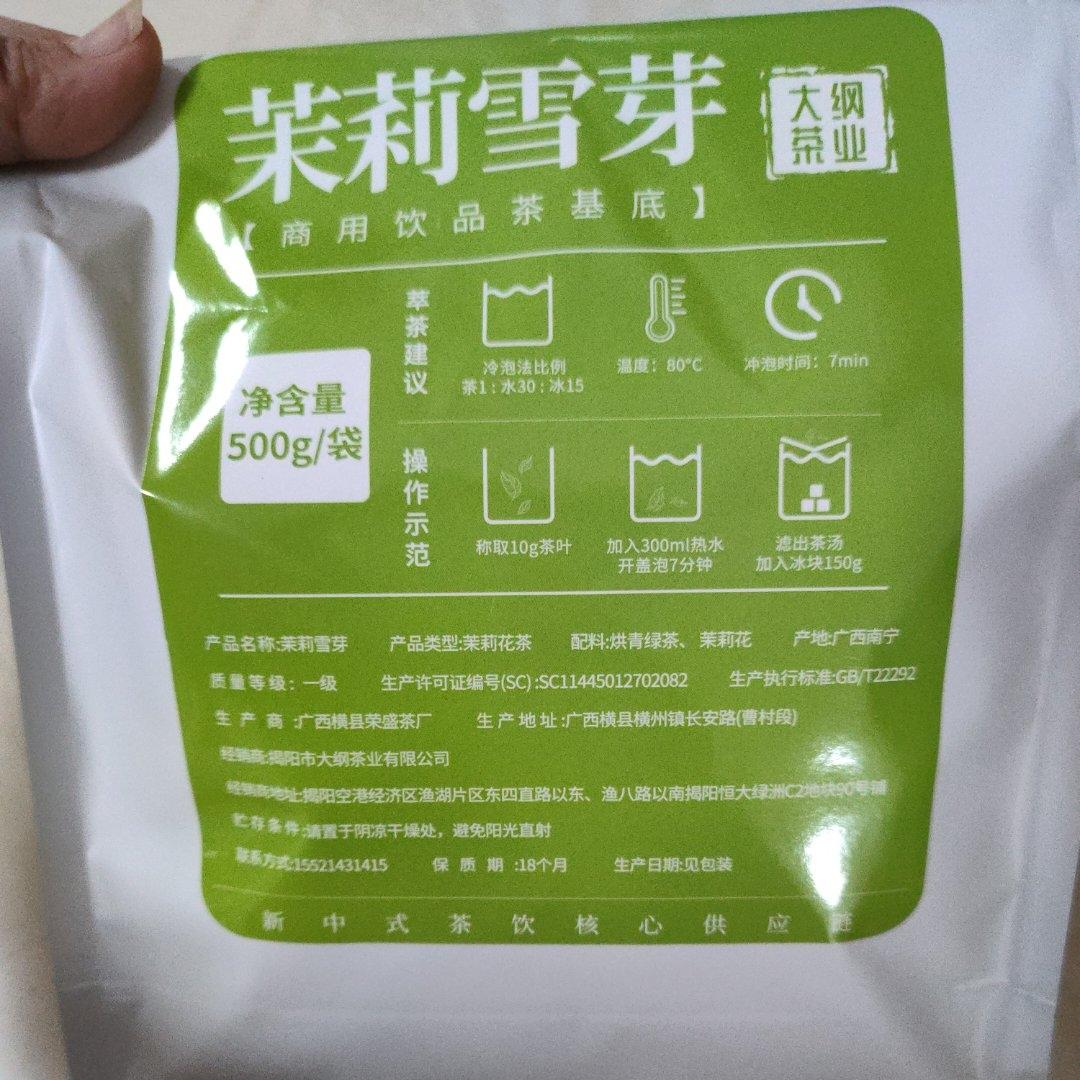 茉莉雪芽
大纲
茶业
【商用饮品茶基底】
萃茶建议
冷泡法比例
茶1：水30：冰15
温度：80°C
冲泡时间：7min
净含量
500g/袋
操作示范
称取10g茶叶
加入300ml热水
开盖泡7分钟
滤出茶汤
加入冰块150g
产品名称:茉莉雪芽 产品类型:茉莉花茶 配料:烘青绿茶、茉莉花 产地:广西南宁
质量等级：一级 生产许可证编号(SC):SC11445012702082 生产执行标准:GB/T22292
生产商:广西横县荣盛茶厂 生产地址:广西横县横州镇长安路(曹村段)
经销商:揭阳市大纲茶业有限公司
经销商地址:揭阳空港经济区渔湖片区东四直路以东、渔八路以南揭阳恒大绿洲C2地块90号铺
贮存条件:请置于阴凉干燥处，避免阳光直射
联系方式:15521431415 保质期:18个月 生产日期:见包装
新中式茶饮核心供应链